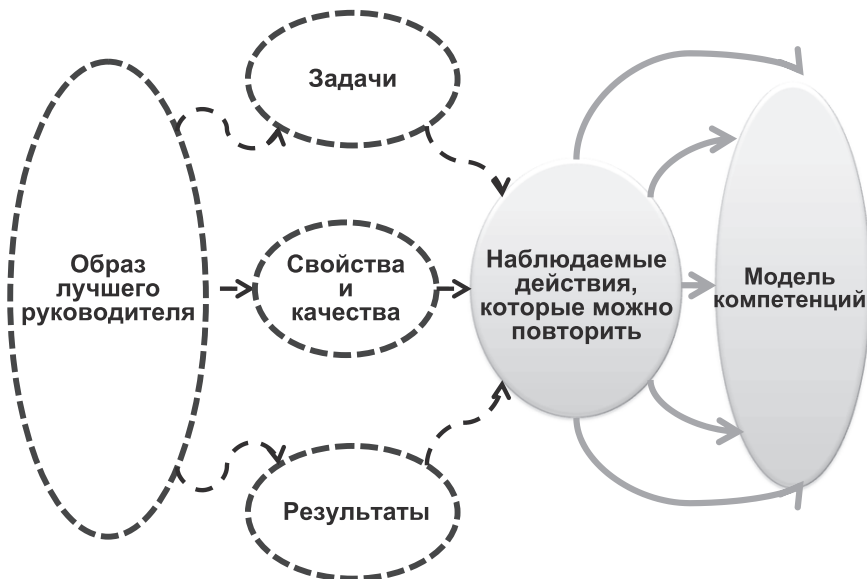 Задачи
Образ
лучшего
руководителя
Свойства
и
качества
Наблюдаемые
действия,
которые можно
повторить
Модель
компетенций
Результаты